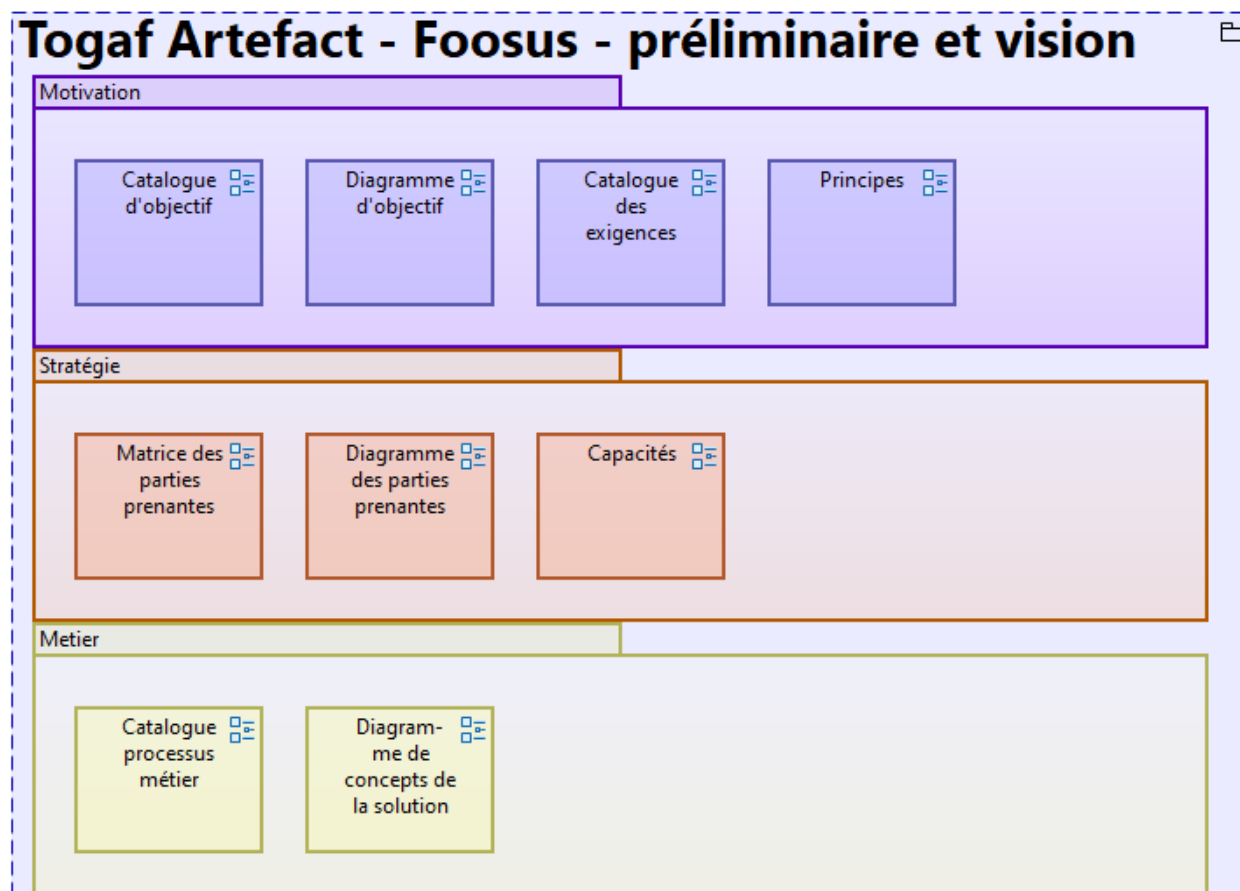 Togaf Artefact - Foosus - préliminaire et vision
Motivation
Catalogue
d'objectif
Diagramme
d'objectif
Catalogue
des
exigences
Principes
Stratégie
Matrice des
parties
prenantes
Diagramme
des parties
prenantes
Capacités
Metier
Catalogue
processus
métier
Diagram-
me de
concepts de
la solution